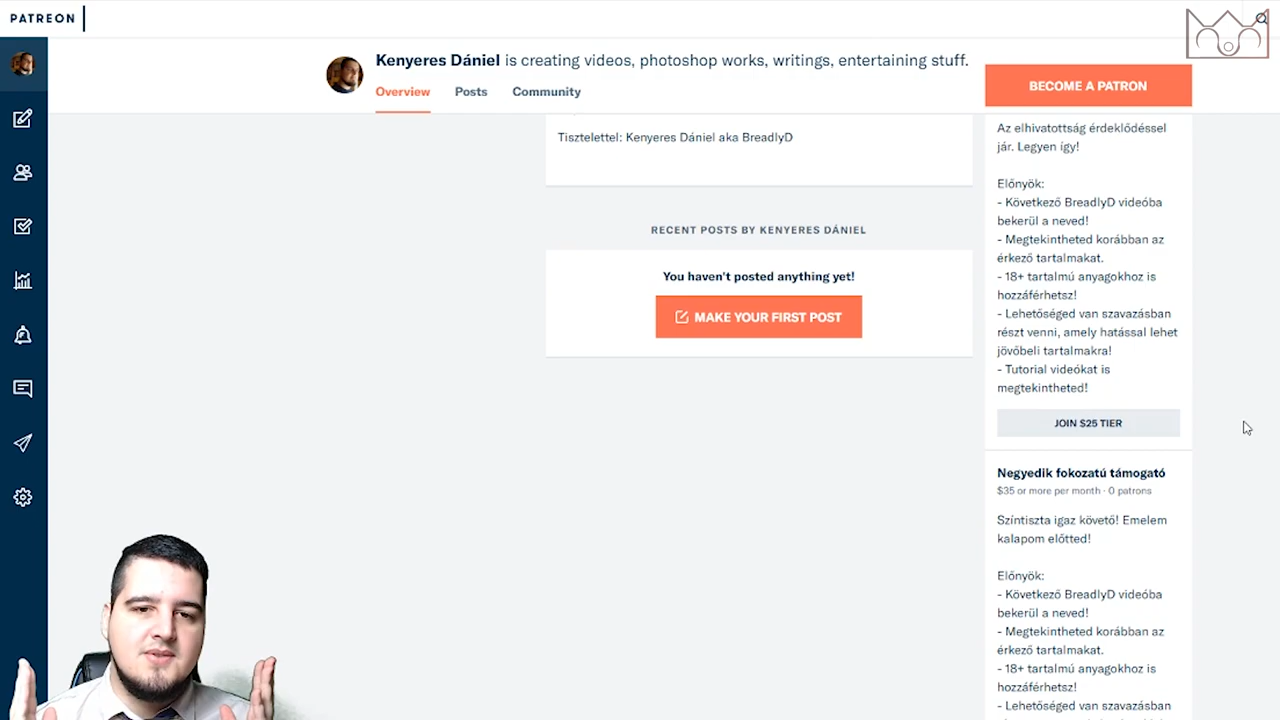 PATREON
Kenyeres Dániel is creating videos, photoshop works, writings, entertaining stuff.
Overview
Posts
Community
BECOME A PATRON
Tisztelettel: Kenyeres Dániel aka BreadlyD
RECENT POSTS BY KENYERES DÁNIEL
You haven't posted anything yet!
MAKE YOUR FIRST POST
Az elhivatottság érdeklődéssel
jár. Legyen így!
Előnyök:
- Következő BreadlyD videóba
bekerül a neved!
- Megtekintheted korábban az
érkező tartalmakat.
- 18+ tartalmú anyagokhoz is
hozzáférhetsz!
- Lehetőséged van szavazásban
részt venni, amely hatással lehet
jövőbeli tartalmakra!
- Tutorial videókat is
megtekintheted!
JOIN $25 TIER
Negyedik fokozatú támogató
$35 or more per month · 0 patrons
Színtiszta igaz követő! Emelem
kalapom előtted!
Előnyök:
- Következő BreadlyD videóba
bekerül a neved!
- Megtekintheted korábban az
érkező tartalmakat.
- 18+ tartalmú anyagokhoz is
hozzáférhetsz!
- Lehetőséged van szavazásban